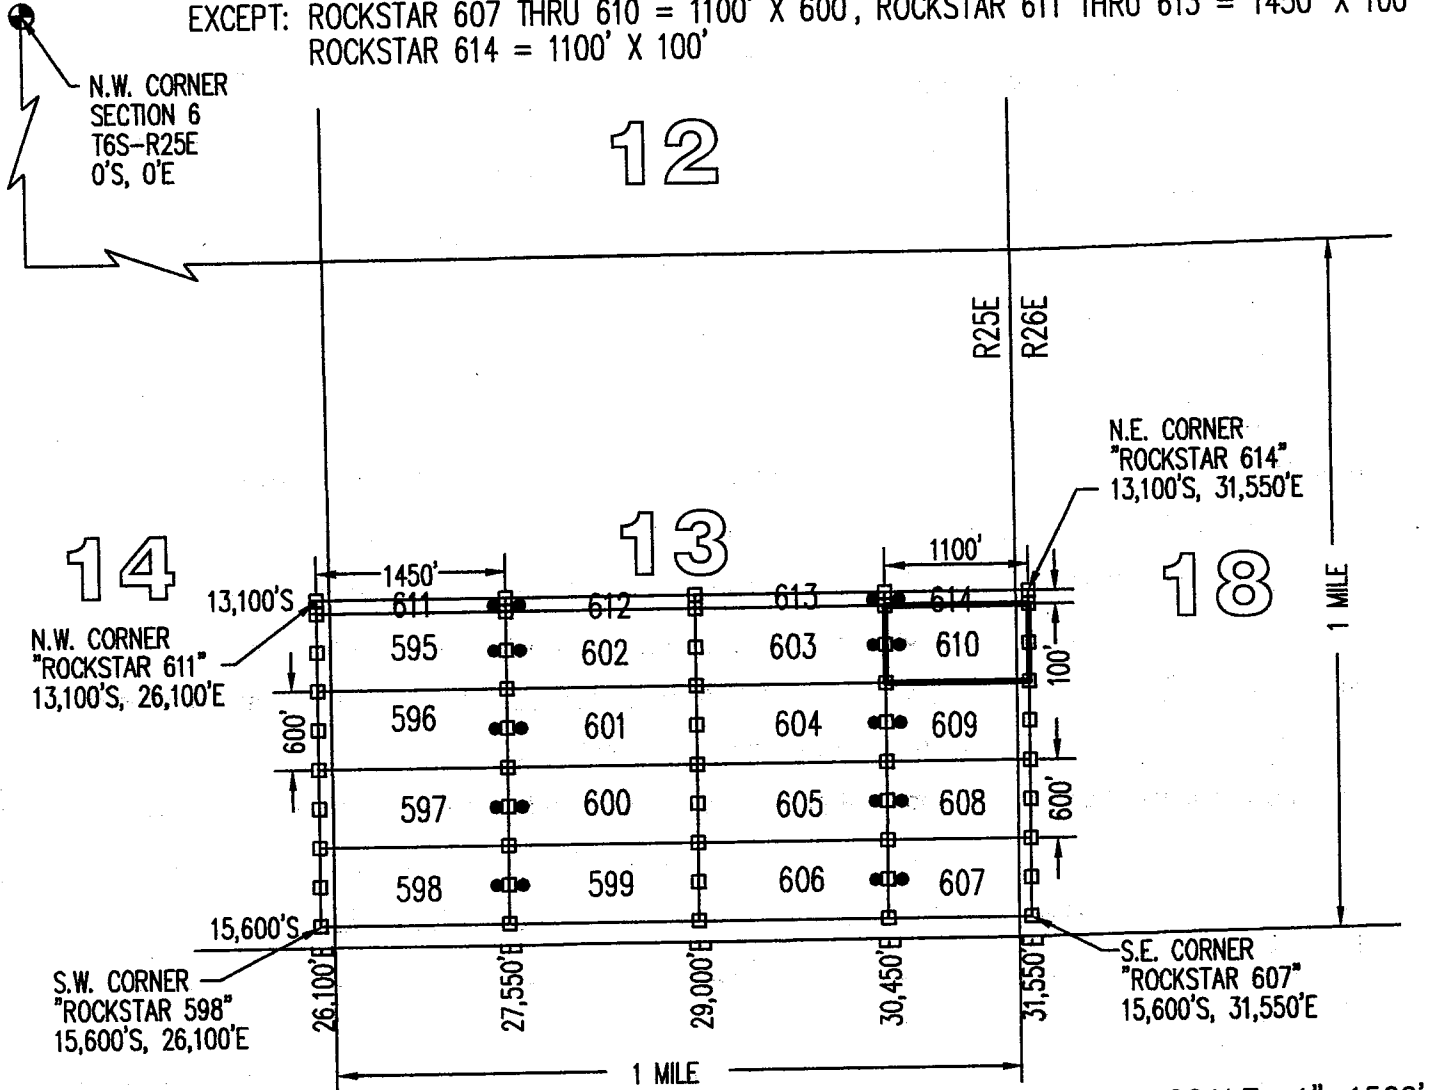 EXCEPT: ROCKSTAR 607 THRU 610 = 1100' X 600', ROCKSTAR 611 THRU 613 = 1450' X 100'
ROCKSTAR 614 = 1100' X 100'
N.W. CORNER
SECTION 6
T6S-R25E
0'S, 0'E
12
R25E
R26E
N.E. CORNER
"ROCKSTAR 614"
13,100'S, 31,550'E
14
13
18
1 MILE
1450'
1100'
13,100'S
611
612
613
614
N.W. CORNER
"ROCKSTAR 611"
13,100'S, 26,100'E
595
602
603
610
100'
600'
596
601
604
609
597
600
605
608
600'
598
599
606
607
15,600'S
S.W. CORNER
"ROCKSTAR 598"
15,600'S, 26,100'E
26,100'E
27,550'E
29,000'E
30,450'E
31,550'E
S.E. CORNER
"ROCKSTAR 607"
15,600'S, 31,550'E
1 MILE